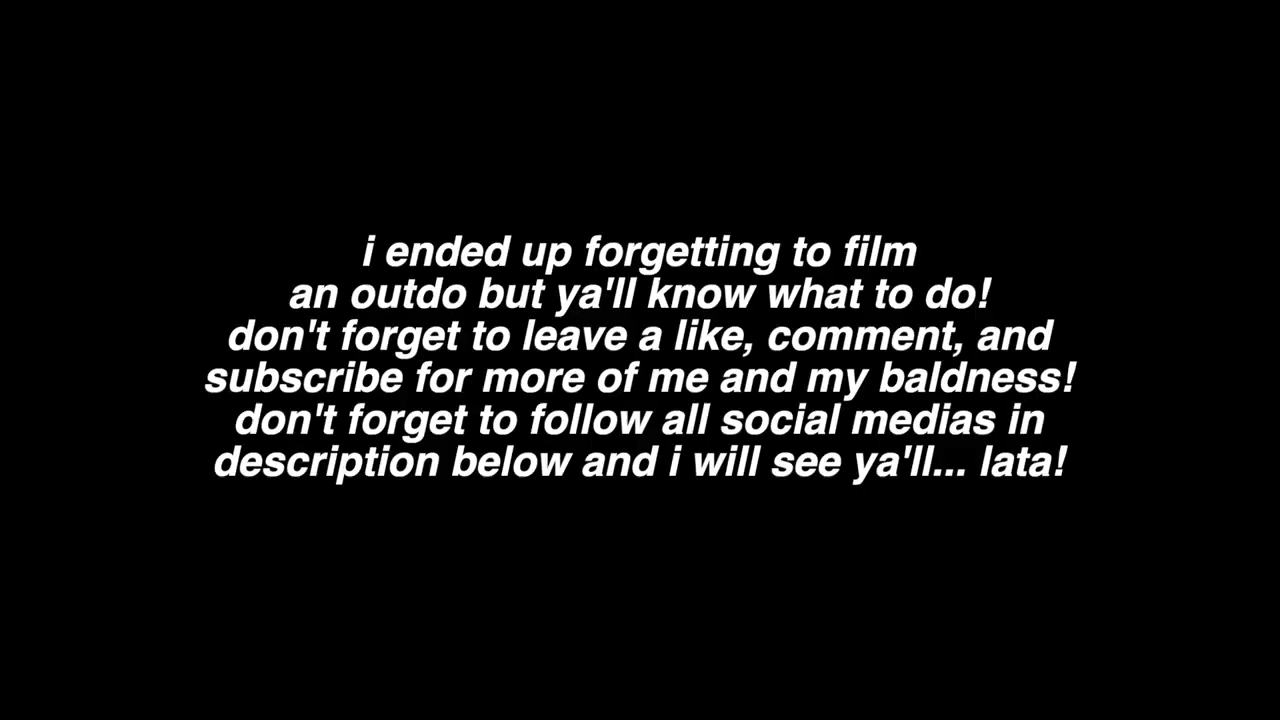 i ended up forgetting to film
an outdo but ya'll know what to do!
don't forget to leave a like, comment, and
subscribe for more of me and my baldness!
don't forget to follow all social medias in
description below and i will see ya'll... lata!